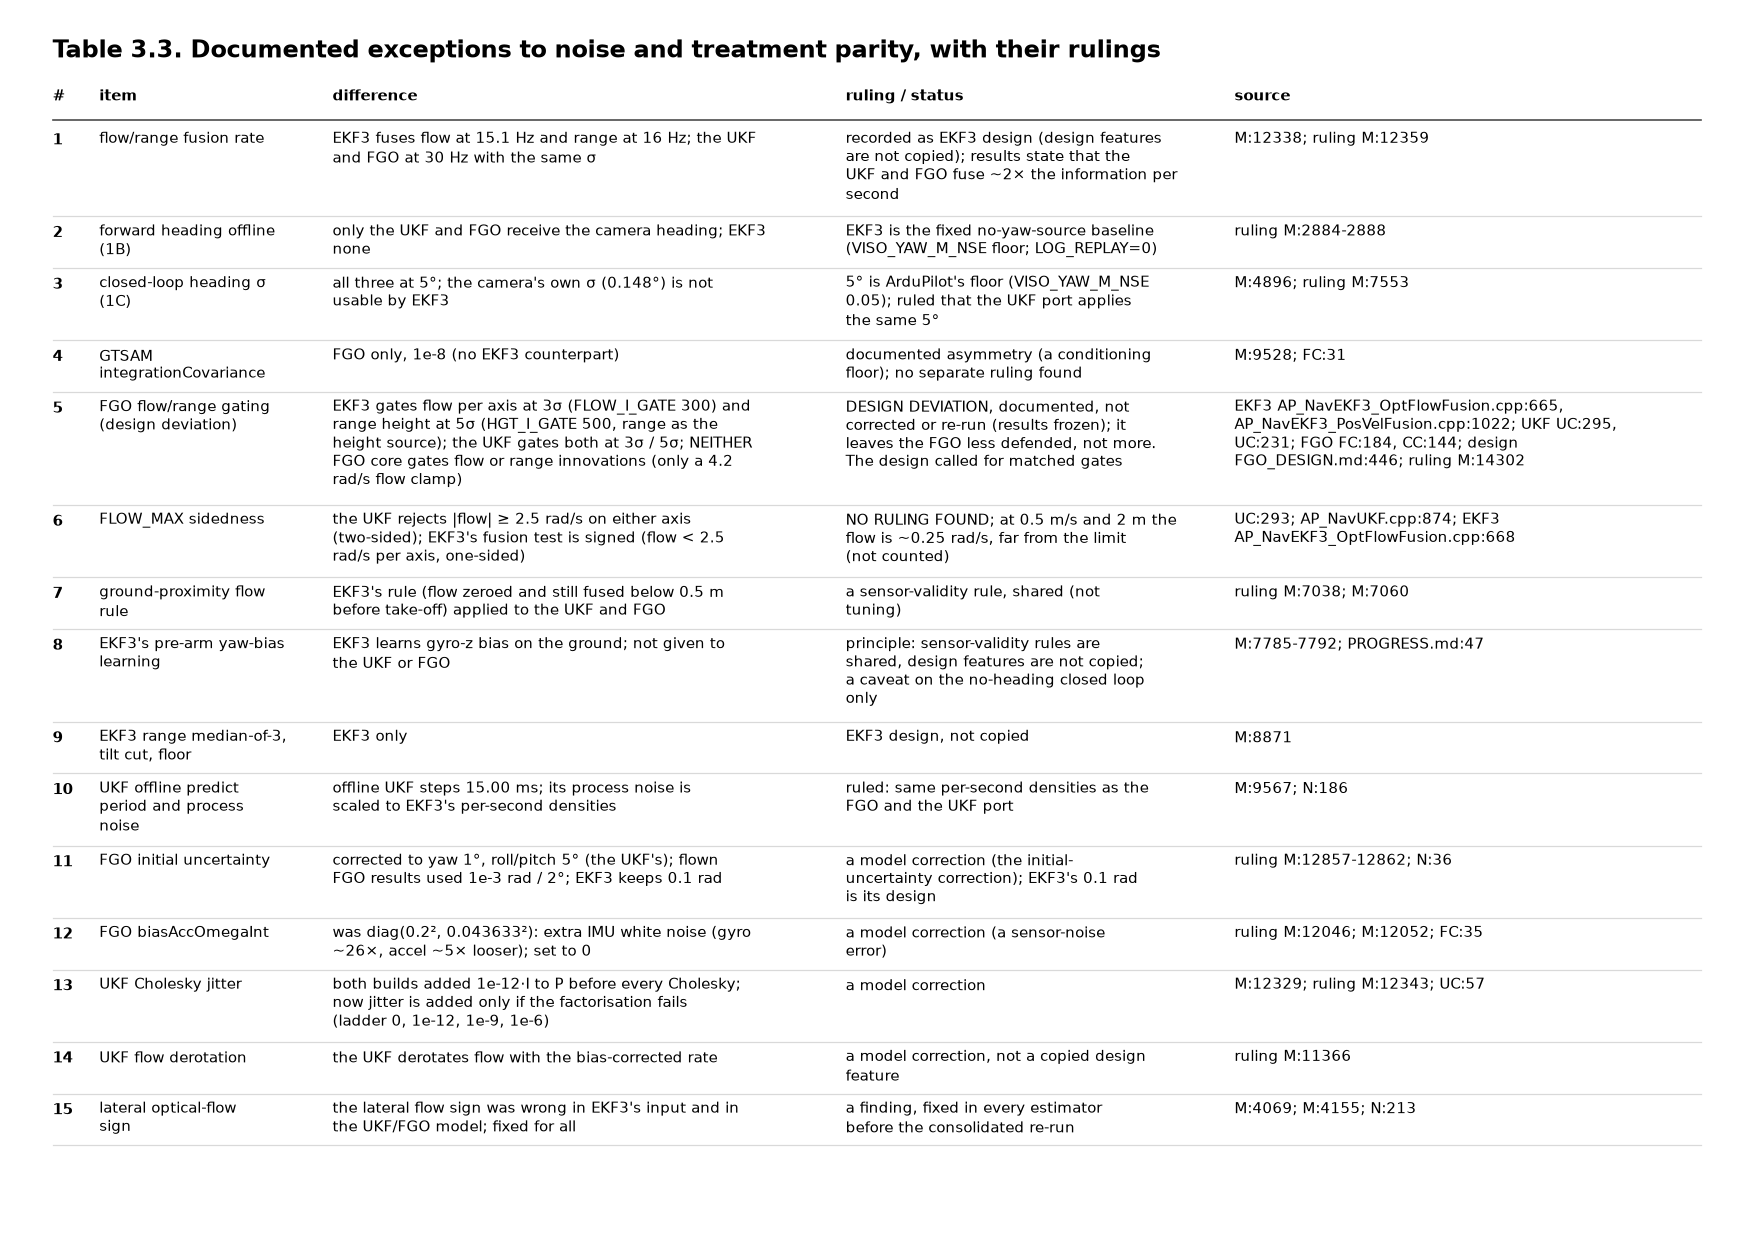 Table 3.3. Documented exceptions to noise and treatment parity, with their rulings
# item difference ruling / status source
1 flow/range fusion rate EKF3 fuses flow at 15.1 Hz and range at 16 Hz; the UKF recorded as EKF3 design (design features M:12338; ruling M:12359
and FGO at 30 Hz with the same σ are not copied); results state that the
UKF and FGO fuse ~2× the information per
second
2 forward heading offline only the UKF and FGO receive the camera heading; EKF3 EKF3 is the fixed no-yaw-source baseline ruling M:2884-2888
(1B) none (VISO_YAW_M_NSE floor; LOG_REPLAY=0)
3 closed-loop heading σ all three at 5°; the camera's own σ (0.148°) is not 5° is ArduPilot's floor (VISO_YAW_M_NSE M:4896; ruling M:7553
(1C) usable by EKF3 0.05); ruled that the UKF port applies
the same 5°
4 GTSAM FGO only, 1e-8 (no EKF3 counterpart) documented asymmetry (a conditioning M:9528; FC:31
integrationCovariance floor); no separate ruling found
5 FGO flow/range gating EKF3 gates flow per axis at 3σ (FLOW_I_GATE 300) and DESIGN DEVIATION, documented, not EKF3 AP_NavEKF3_OptFlowFusion.cpp:665,
(design deviation) range height at 5σ (HGT_I_GATE 500, range as the corrected or re-run (results frozen); it AP_NavEKF3_PosVelFusion.cpp:1022; UKF UC:295,
height source); the UKF gates both at 3σ / 5σ; NEITHER leaves the FGO less defended, not more. UC:231; FGO FC:184, CC:144; design
FGO core gates flow or range innovations (only a 4.2 The design called for matched gates FGO_DESIGN.md:446; ruling M:14302
rad/s flow clamp)
6 FLOW_MAX sidedness the UKF rejects |flow| ≥ 2.5 rad/s on either axis NO RULING FOUND; at 0.5 m/s and 2 m the UC:293; AP_NavUKF.cpp:874; EKF3
(two-sided); EKF3's fusion test is signed (flow < 2.5 flow is ~0.25 rad/s, far from the limit AP_NavEKF3_OptFlowFusion.cpp:668
rad/s per axis, one-sided) (not counted)
7 ground-proximity flow EKF3's rule (flow zeroed and still fused below 0.5 m a sensor-validity rule, shared (not ruling M:7038; M:7060
rule before take-off) applied to the UKF and FGO tuning)
8 EKF3's pre-arm yaw-bias EKF3 learns gyro-z bias on the ground; not given to principle: sensor-validity rules are M:7785-7792; PROGRESS.md:47
learning the UKF or FGO shared, design features are not copied;
a caveat on the no-heading closed loop
only
9 EKF3 range median-of-3, EKF3 only EKF3 design, not copied M:8871
tilt cut, floor
10 UKF offline predict offline UKF steps 15.00 ms; its process noise is ruled: same per-second densities as the M:9567; N:186
period and process scaled to EKF3's per-second densities FGO and the UKF port
noise
11 FGO initial uncertainty corrected to yaw 1°, roll/pitch 5° (the UKF's); flown a model correction (the initial- ruling M:12857-12862; N:36
FGO results used 1e-3 rad / 2°; EKF3 keeps 0.1 rad uncertainty correction); EKF3's 0.1 rad
is its design
12 FGO biasAccOmegaInt was diag(0.2², 0.043633²): extra IMU white noise (gyro a model correction (a sensor-noise ruling M:12046; M:12052; FC:35
~26×, accel ~5× looser); set to 0 error)
13 UKF Cholesky jitter both builds added 1e-12·I to P before every Cholesky; a model correction M:12329; ruling M:12343; UC:57
now jitter is added only if the factorisation fails
(ladder 0, 1e-12, 1e-9, 1e-6)
14 UKF flow derotation the UKF derotates flow with the bias-corrected rate a model correction, not a copied design ruling M:11366
feature
15 lateral optical-flow the lateral flow sign was wrong in EKF3's input and in a finding, fixed in every estimator M:4069; M:4155; N:213
sign the UKF/FGO model; fixed for all before the consolidated re-run